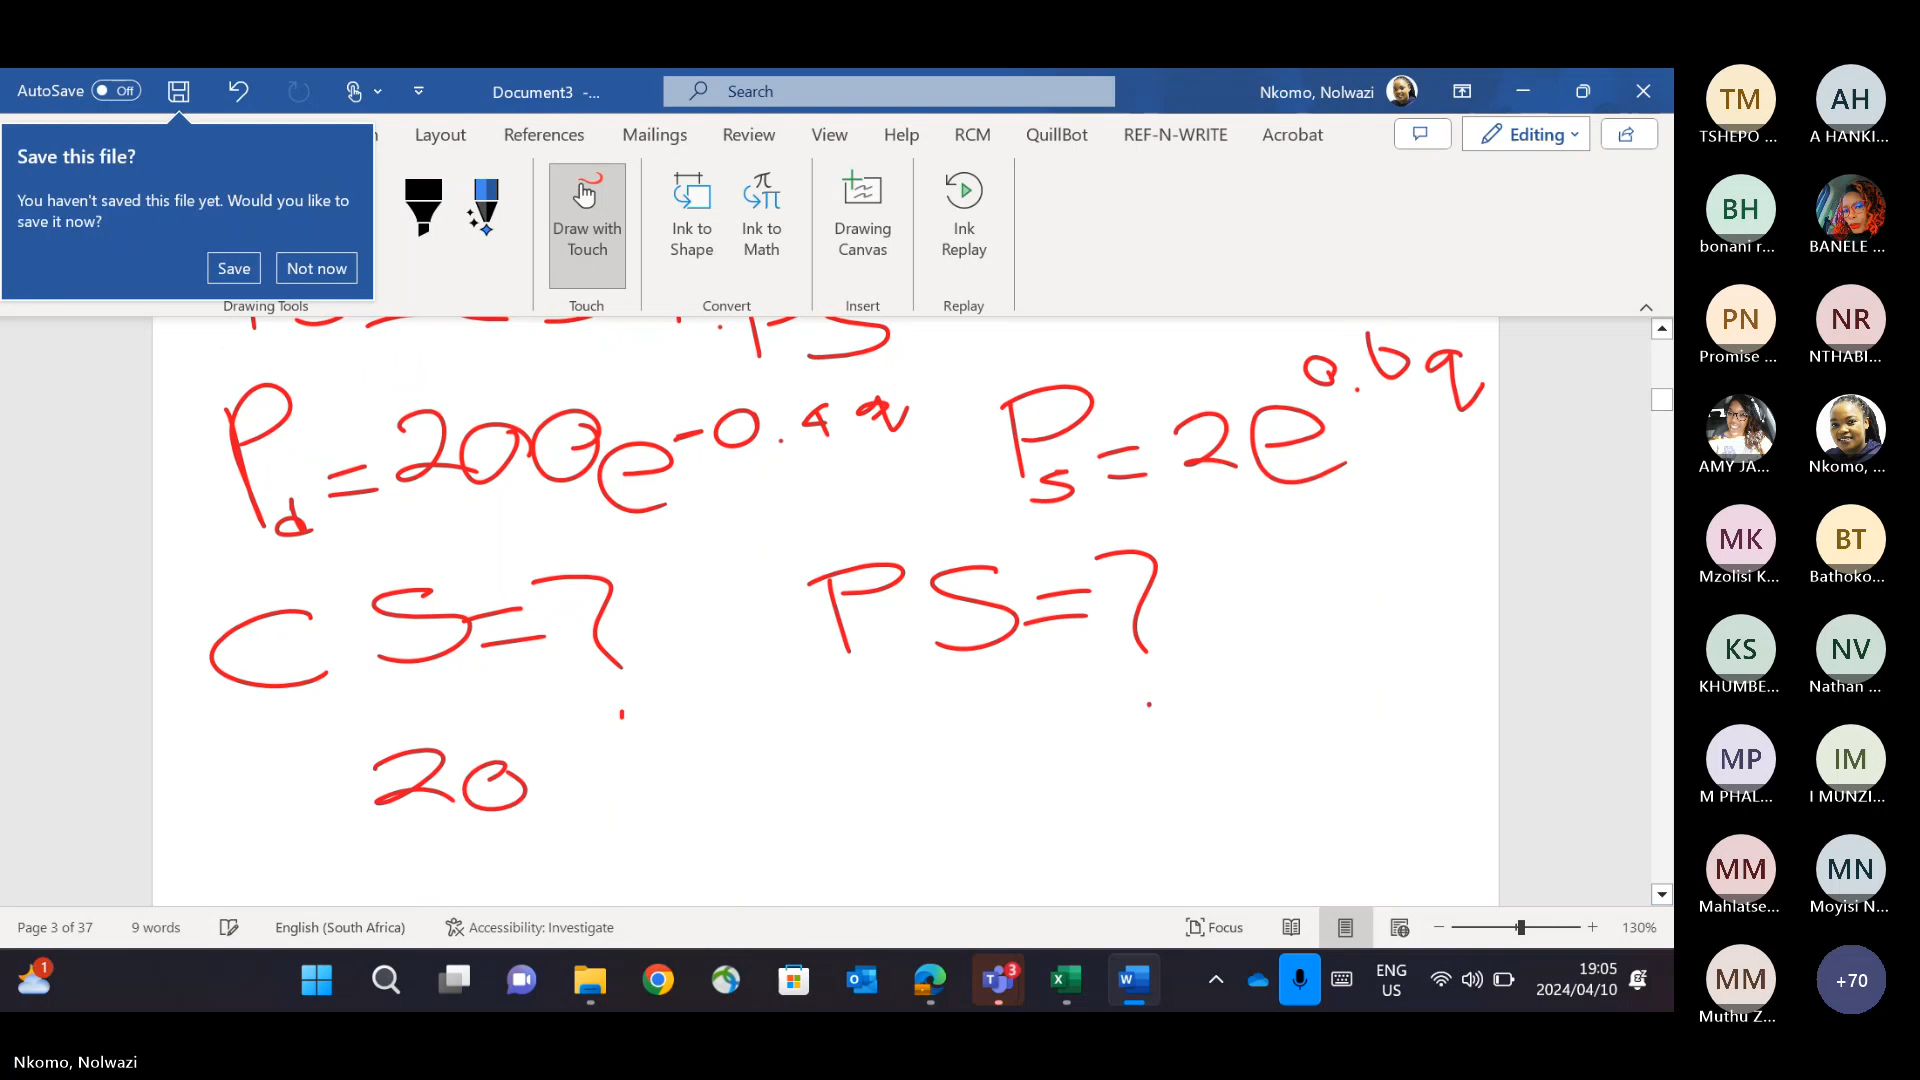 AutoSave Off Document3 -... Search Nkomo, Nolwazi
Layout References Mailings Review View Help RCM QuillBot REF-N-WRITE Acrobat Editing
Save this file?
You haven't saved this file yet. Would you like to
save it now?
Save Not now
Draw with
Touch
Ink to
Shape
Ink to
Math
Drawing
Canvas
Ink
Replay
Drawing Tools Touch Convert Insert Replay
P_d = 200e^{-0.4q} P_s = 2e^{0.6q}
CS=? PS=?
20
Page 3 of 37 9 words English (South Africa) Accessibility: Investigate Focus 130%
1 3 ENG
US
19:05
2024/04/10
Nkomo, Nolwazi
TM AH
TSHEPO ... A HANKI...
BH
bonani r... BANELE ...
PN NR
Promise ... NTHABI...
AMY JA... Nkomo, ...
MK BT
Mzolisi K... Bathoko...
KS NV
KHUMBE... Nathan ...
MP IM
M PHAL... I MUNZI...
MM MN
Mahlatse... Moyisi N...
MM +70
Muthu Z...